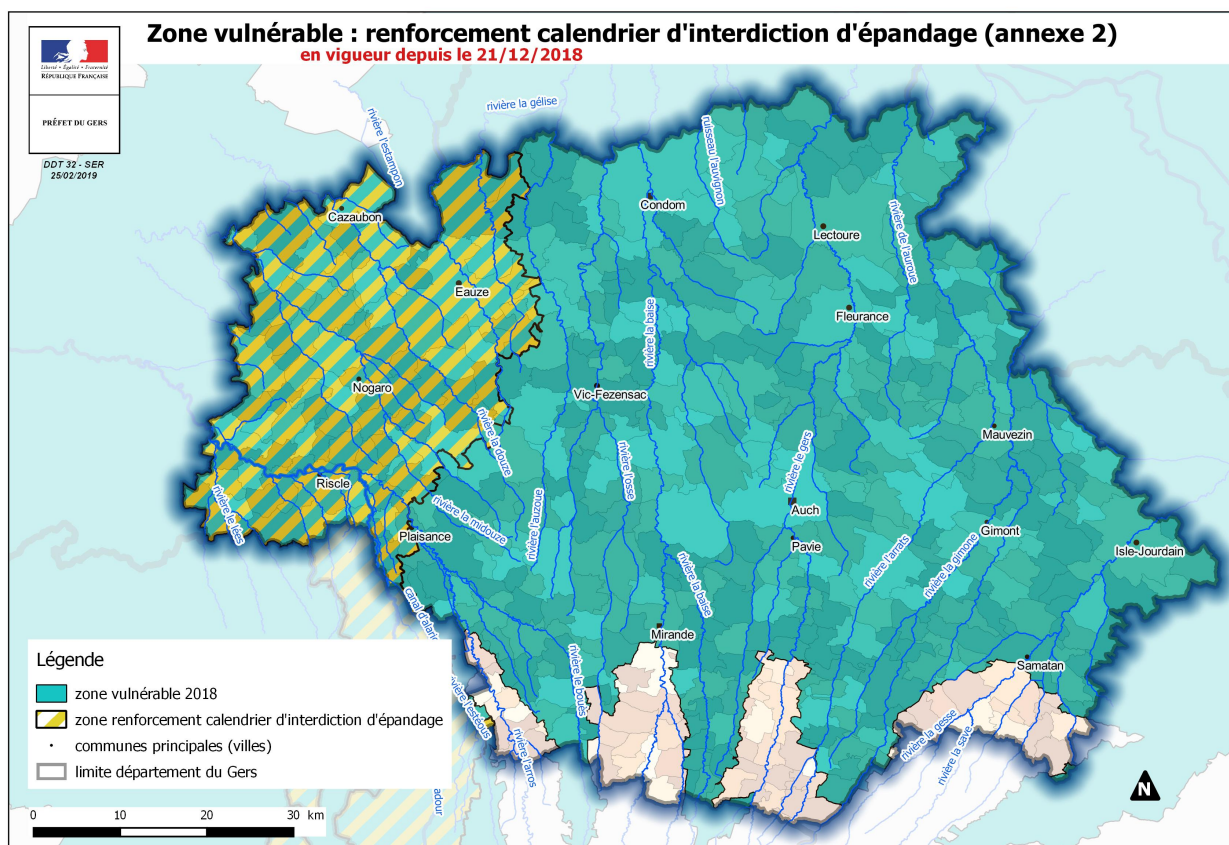 Zone vulnérable : renforcement calendrier d'interdiction d'épandage (annexe 2)
en vigueur depuis le 21/12/2018
Liberté • Égalité • Fraternité
RÉPUBLIQUE FRANÇAISE
PRÉFET DU GERS
DDT 32 - SER
25/02/2019
rivière la gélise
rivière l'estampon
ruisseau l'auvignon
Condom
Cazaubon
Lectoure
rivière de l'auroue
Eauze
Fleurance
rivière la baise
Nogaro
Vic-Fezensac
rivière la douze
Mauvezin
rivière l'osse
rivière le gers
Riscle
rivière le lées
rivière la midouze
rivière l'auzoue
Auch
Plaisance
Pavie
rivière l'arrats
rivière la gimone
Gimont
Isle-Jourdain
rivière la baise
canal d'alaric
Mirande
Samatan
rivière le bouès
rivière l'estéous
rivière l'arros
rivière la gesse
rivière la save
adour
Légende
zone vulnérable 2018
zone renforcement calendrier d'interdiction d'épandage
communes principales (villes)
limite département du Gers
0 10 20 30 km
N